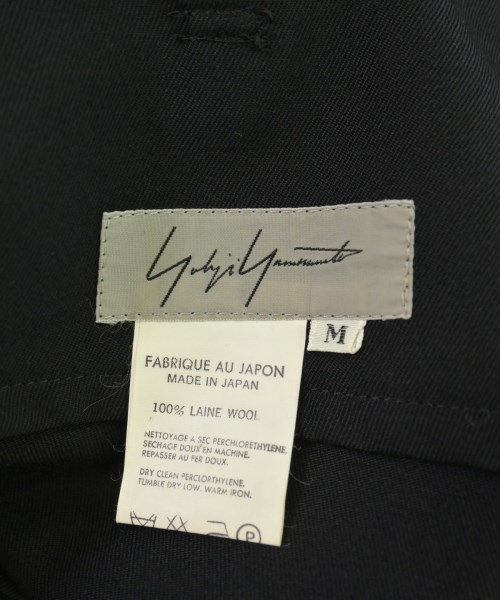 Yohji Yamamoto
M
FABRIQUE AU JAPON
MADE IN JAPAN
100% LAINE WOOL
NETTOYAGE A SEC PERCHLORETHYLENE.
SECHAGE DOUX EN MACHINE.
REPASSER AU FER DOUX.
DRY CLEAN PERCLORTHYLENE.
TUMBLE DRY LOW. WARM IRON.
P